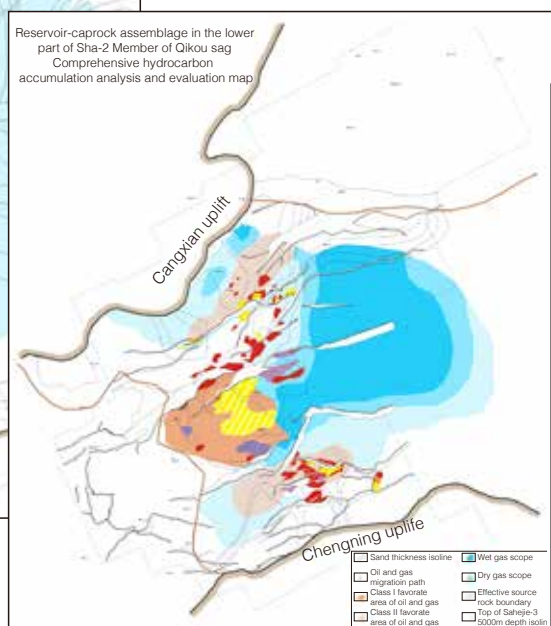 Reservoir-caprock assemblage in the lower
part of Sha-2 Member of Qikou sag
Comprehensive hydrocarbon
accumulation analysis and evaluation map
Cangxian uplift
Chengning uplife
Sand thickness isoline
Oil and gas
migratioin path
Class I favorate
area of oil and gas
Class II favorate
area of oil and gas
Wet gas scope
Dry gas scope
Effective source
rock boundary
Top of Sahejie-3
5000m depth isolin